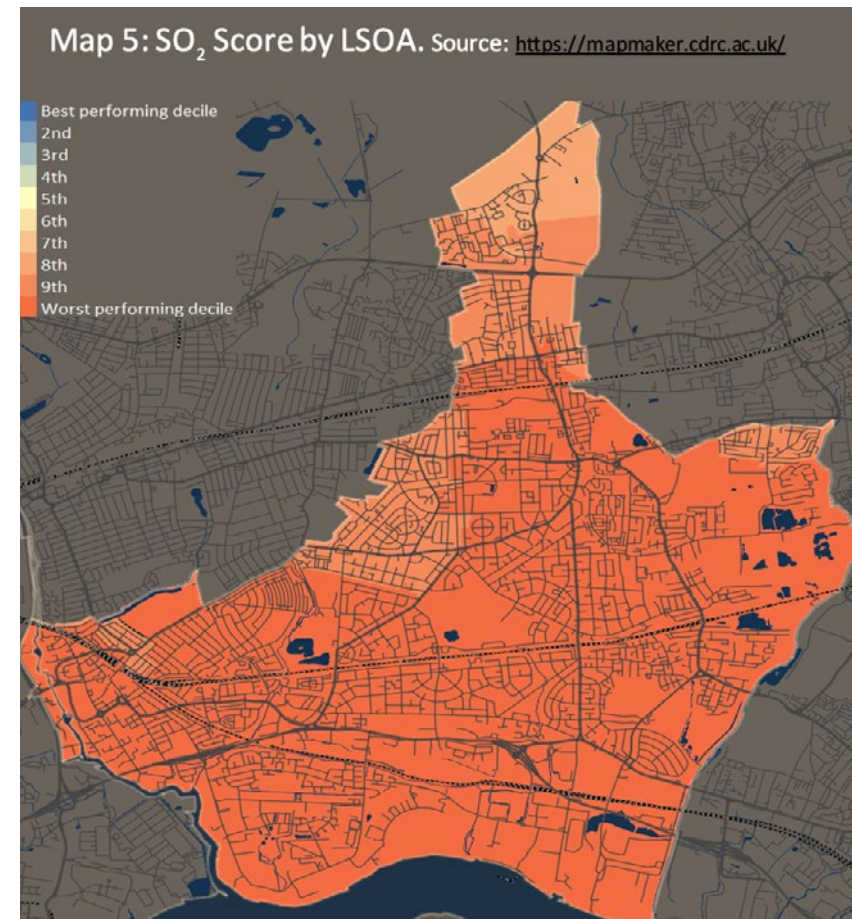 Map 5: SO₂ Score by LSOA. Source: https://mapmaker.cdrc.ac.uk/
Best performing decile
2nd
3rd
4th
5th
6th
7th
8th
9th
Worst performing decile